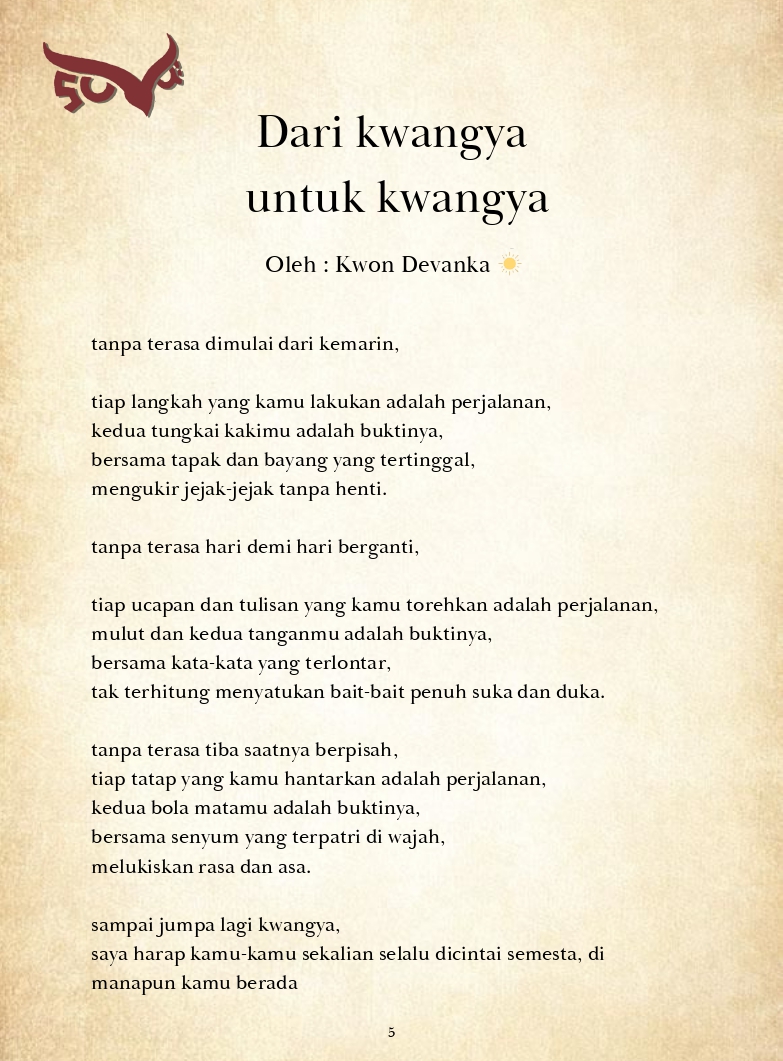 Dari kwangya
untuk kwangya
Oleh : Kwon Devanka
tanpa terasa dimulai dari kemarin,
tiap langkah yang kamu lakukan adalah perjalanan,
kedua tungkai kakimu adalah buktinya,
bersama tapak dan bayang yang tertinggal,
mengukir jejak-jejak tanpa henti.
tanpa terasa hari demi hari berganti,
tiap ucapan dan tulisan yang kamu torehkan adalah perjalanan,
mulut dan kedua tanganmu adalah buktinya,
bersama kata-kata yang terlontar,
tak terhitung menyatukan bait-bait penuh suka dan duka.
tanpa terasa tiba saatnya berpisah,
tiap tatap yang kamu hantarkan adalah perjalanan,
kedua bola matamu adalah buktinya,
bersama senyum yang terpatri di wajah,
melukiskan rasa dan asa.
sampai jumpa lagi kwangya,
saya harap kamu-kamu sekalian selalu dicintai semesta, di
manapun kamu berada
5